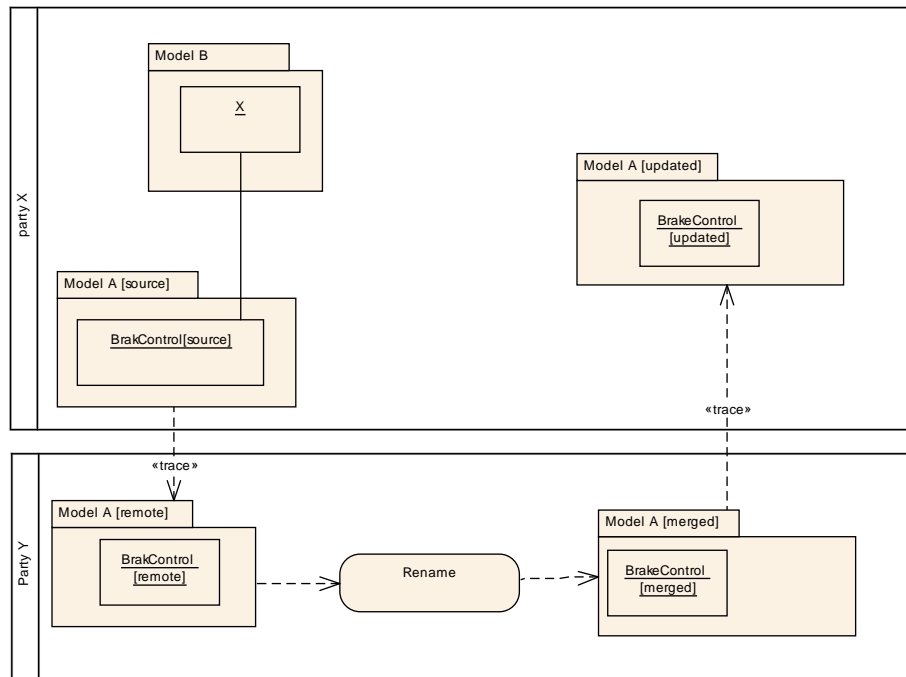 party X
Model B
X
Model A [source]
BrakControl[source]
Model A [updated]
BrakeControl
[updated]
«trace»
«trace»
Party Y
Model A [remote]
BrakControl
[remote]
Rename
Model A [merged]
BrakeControl
[merged]